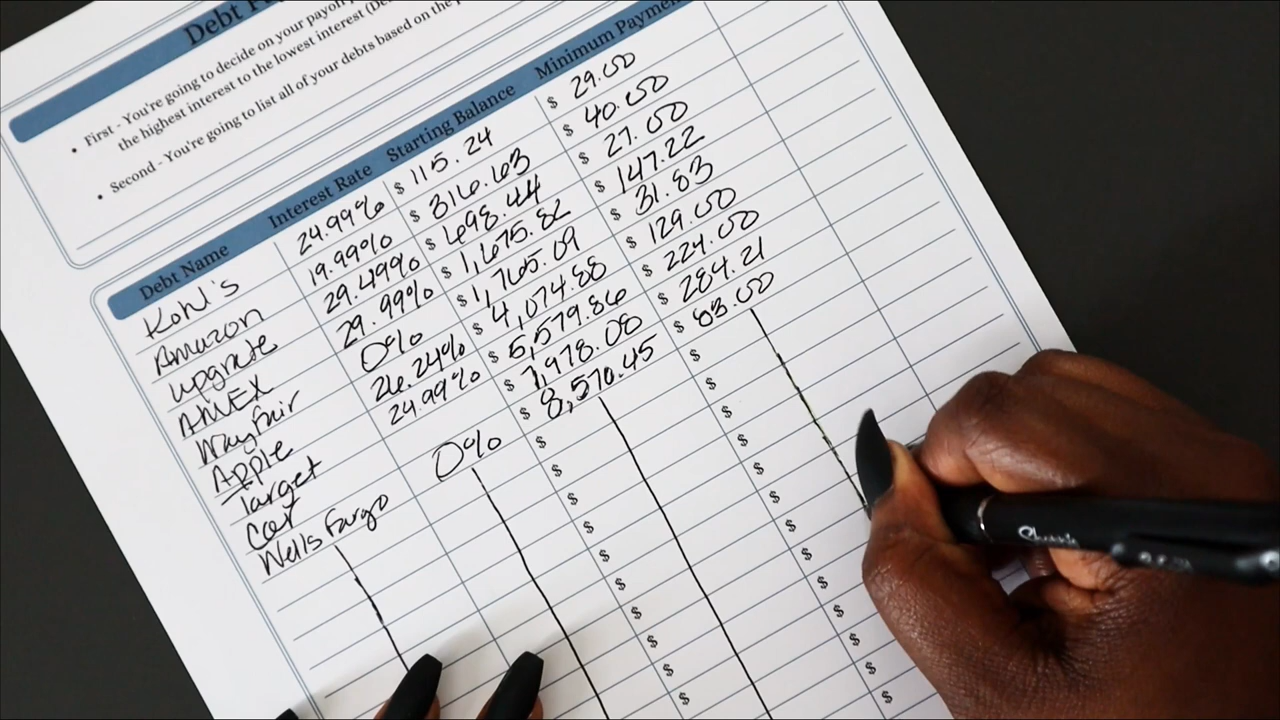 Debt Pa
• First - You're going to decide on your payoff
the highest interest to the lowest interest (De
• Second - You're going to list all of your debts based on the
Debt Name Interest Rate Starting Balance Minimum Payment
Kohl's 24.99% $ 115.24 $ 29.00
Amazon 19.99% $ 316.63 $ 40.00
upgrade 29.49% $ 698.44 $ 27.00
AMEX 29.99% $ 1,675.82 $ 147.22
Wayfair 0% $ 1,765.09 $ 31.83
Apple 26.24% $ 4,074.88 $ 129.00
Target 24.99% $ 5,579.86 $ 224.00
Car $ 7,978.08 $ 284.21
Wells Fargo 0% $ 8,570.45 $ 83.00
$ $
$ $
$ $
$ $
$ $
$ $
$ $
$ $
$ $
$ $
$
$
$